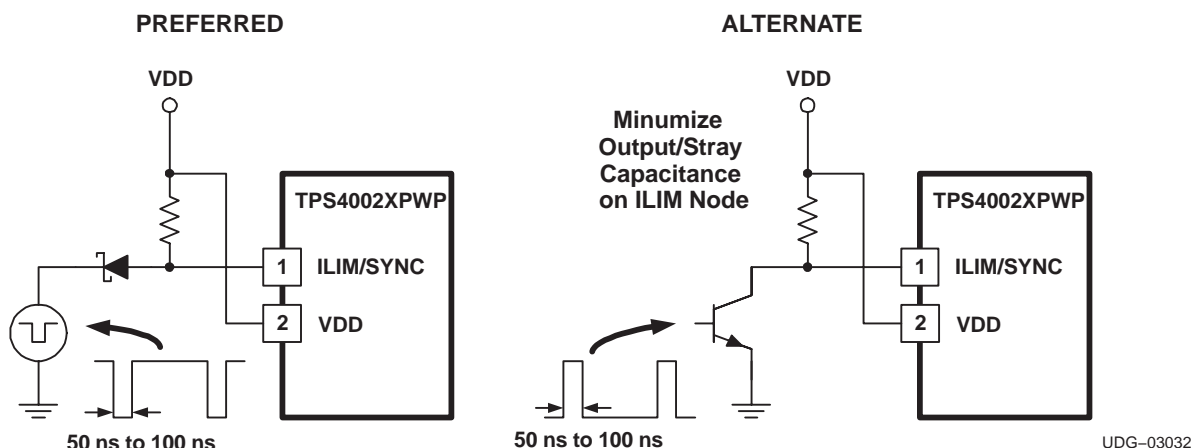 PREFERRED
VDD
TPS4002XPWP
1
ILIM/SYNC
2
VDD
50 ns to 100 ns
ALTERNATE
VDD
Minumize
Output/Stray
Capacitance
on ILIM Node
TPS4002XPWP
1
ILIM/SYNC
2
VDD
50 ns to 100 ns
UDG–03032